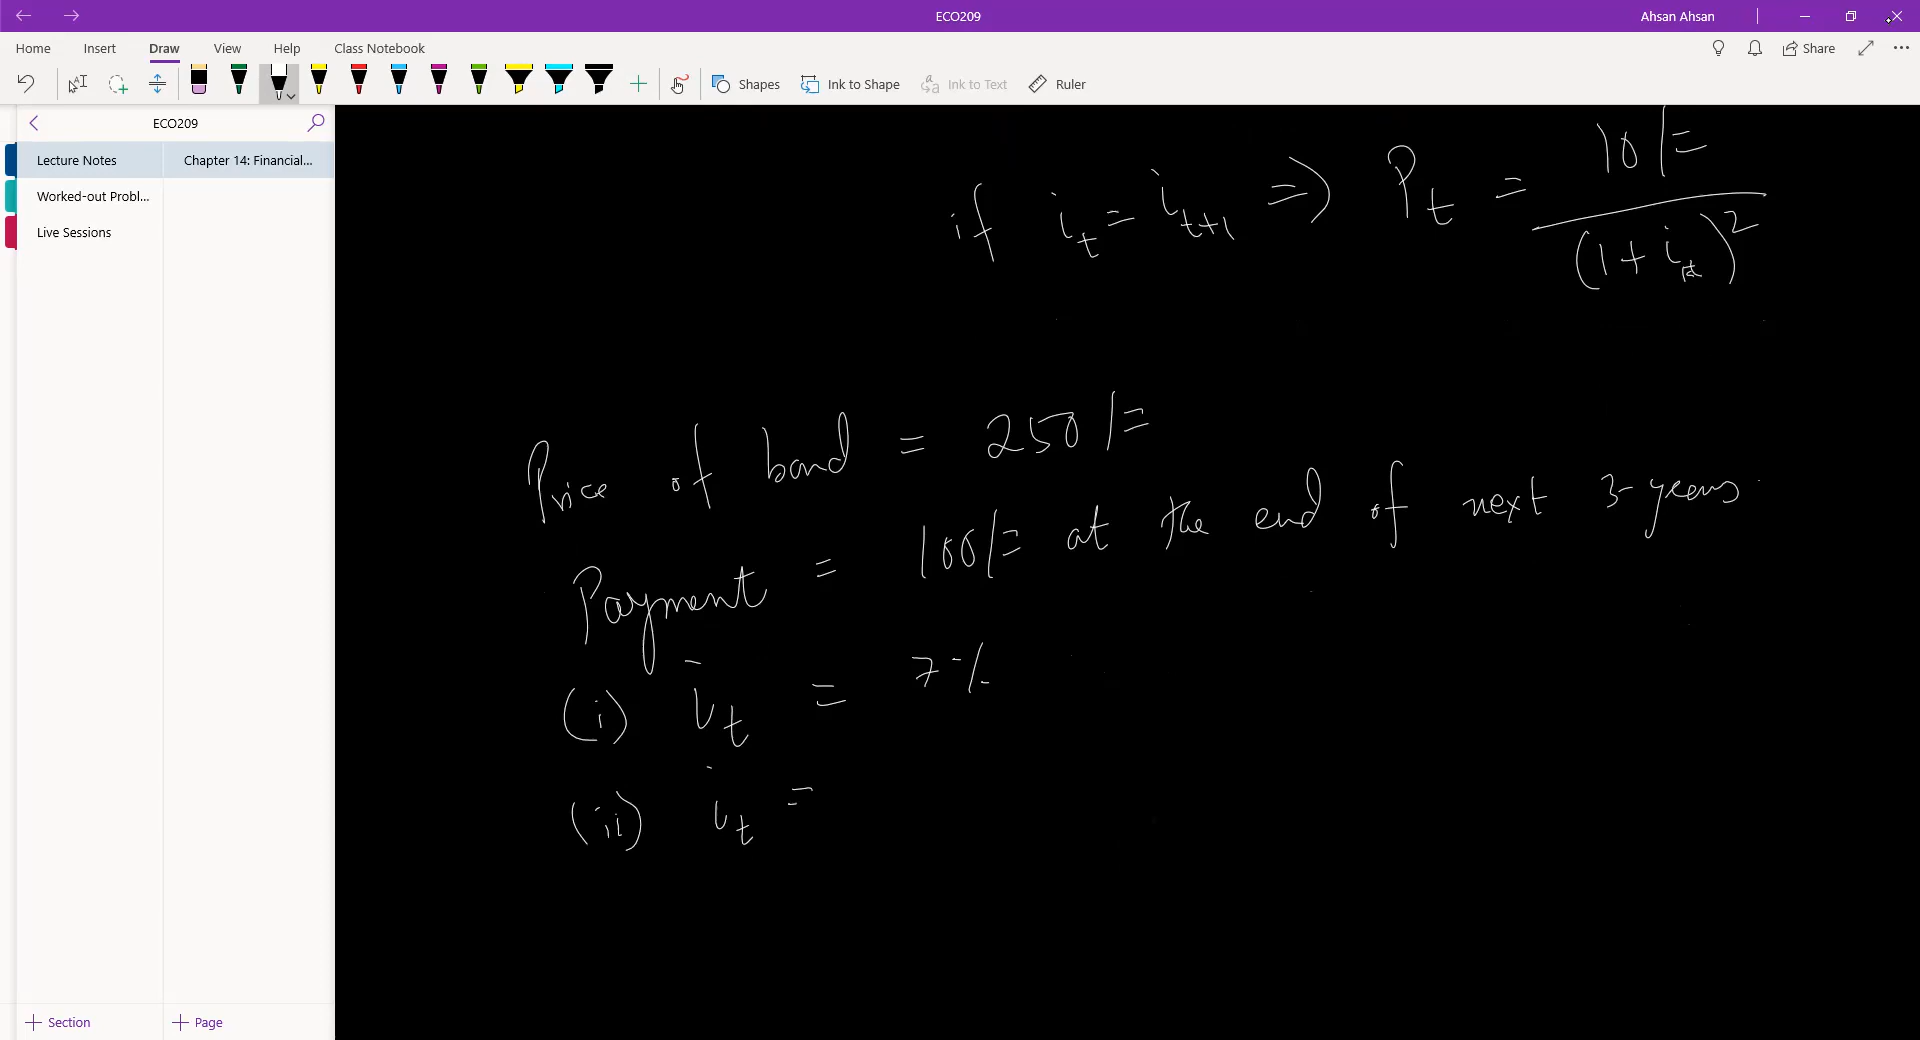 ECO209
Ahsan Ahsan
Home Insert Draw View Help Class Notebook
Share
Shapes Ink to Shape Ink to Text Ruler
ECO209
Lecture Notes
Worked-out Probl...
Live Sessions
Chapter 14: Financial...
if i_t = i_{t+1} => P_t = 10/= / (1 + i_t)^2
Price of bond = 250/=
Payment = 100/= at the end of next 3-years.
(i) i_t = 7%
(ii) i_t =
+ Section
+ Page